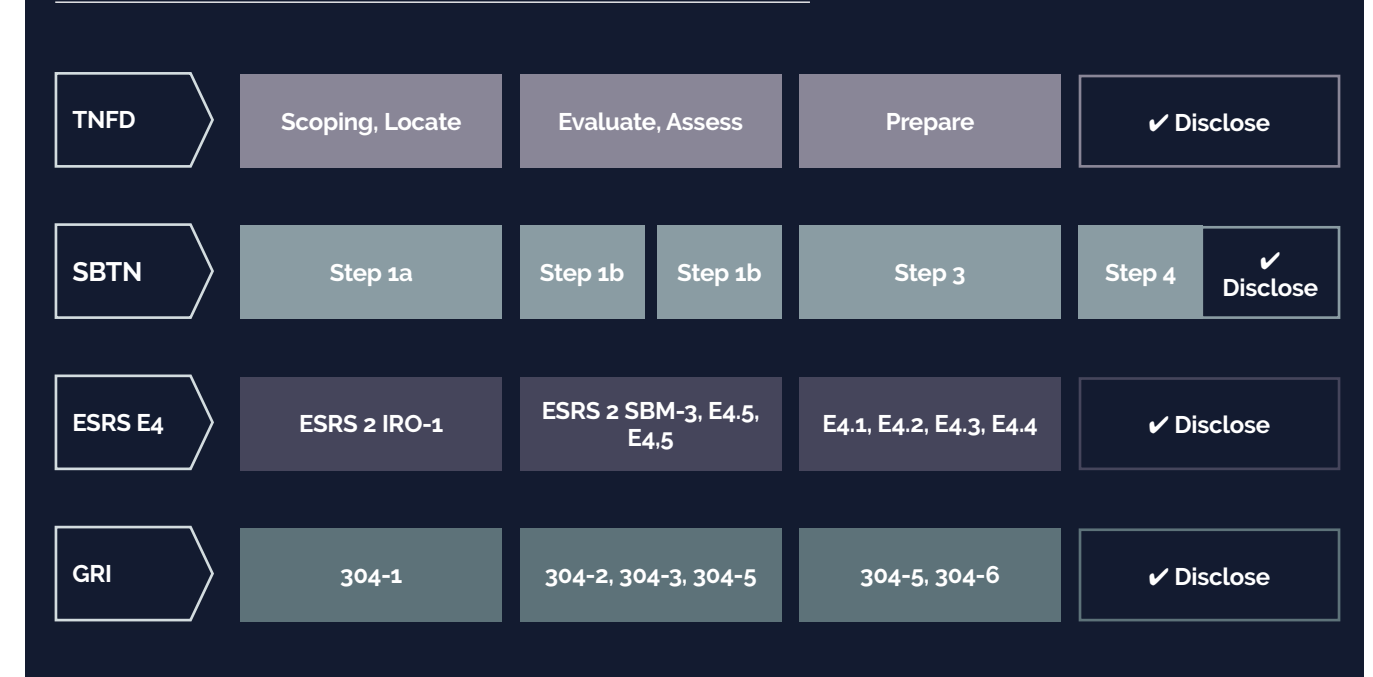 TNFD
Scoping, Locate
Evaluate, Assess
Prepare
✔ Disclose
SBTN
Step 1a
Step 1b
Step 1b
Step 3
Step 4
✔
Disclose
ESRS E4
ESRS 2 IRO-1
ESRS 2 SBM-3, E4.5,
E4,5
E4.1, E4.2, E4.3, E4.4
✔ Disclose
GRI
304-1
304-2, 304-3, 304-5
304-5, 304-6
✔ Disclose